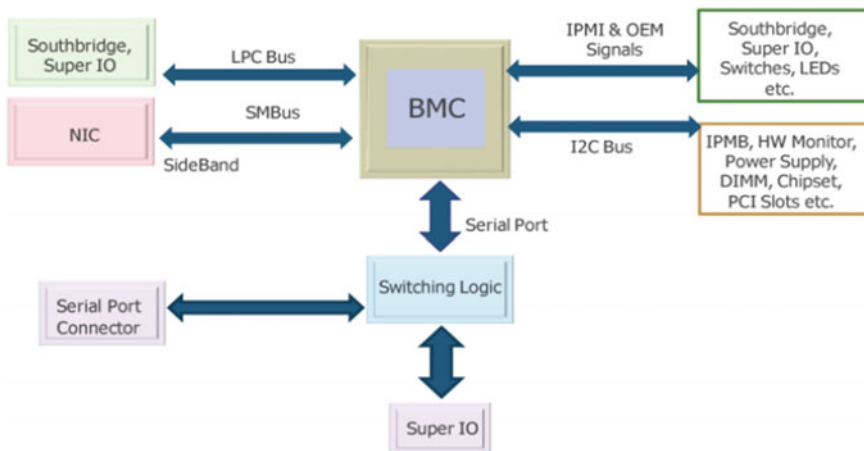 Southbridge,
Super IO
LPC Bus
BMC
IPMI & OEM
Signals
Southbridge,
Super IO,
Switches, LEDs
etc.
NIC
SMBus
SideBand
I2C Bus
IPMB, HW Monitor,
Power Supply,
DIMM, Chipset,
PCI Slots etc.
Serial Port
Switching Logic
Serial Port
Connector
Super IO